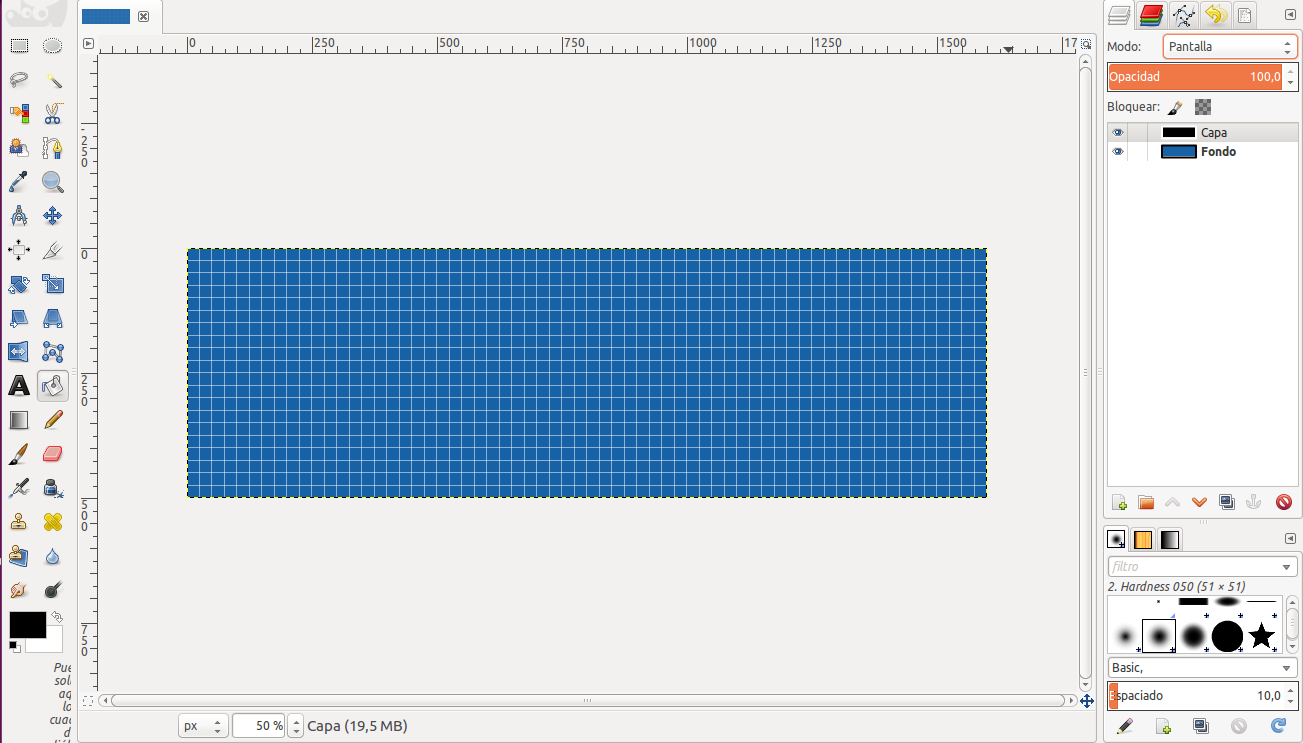 0 250 500 750 1000 1250 1500 17
-250
0
250
500
750
Modo: Pantalla
Opacidad 100,0
Bloquear:
Capa
Fondo
filtro
2. Hardness 050 (51 × 51)
Basic,
Espaciado 10,0
Pue
sol
aq
lo
cua
d
px 50 % Capa (19,5 MB)